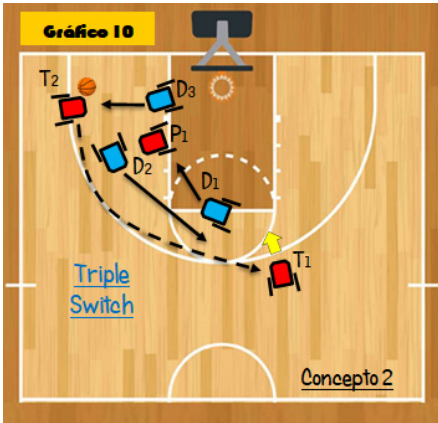 Gráfico 10
T2
D3
P1
D2
D1
T1
Triple
Switch
Concepto 2